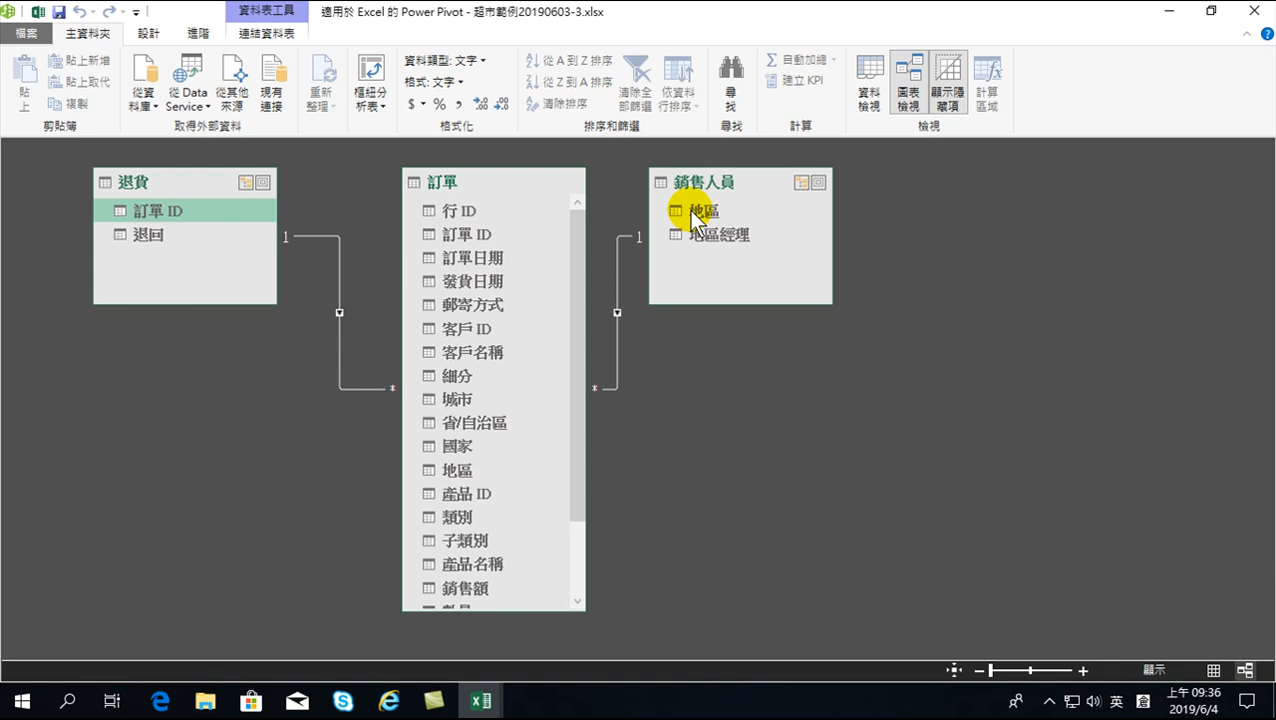 資料表工具
適用於 Excel 的 Power Pivot - 超市範例20190603-3.xlsx
檔案
主資料夾
設計
進階
連結資料表
貼上
貼上新增
貼上取代
複製
剪貼簿
從資料庫
從 Data Service
從其他來源
現有連接
取得外部資料
重新整理
樞紐分析表
資料類型: 文字
格式: 文字
$ % ,
格式化
從 A 到 Z 排序
從 Z 到 A 排序
清除排序
清除全部篩選
依資料行排序
排序和篩選
尋找
尋找
自動加總
建立 KPI
計算
資料檢視
圖表檢視
顯示隱藏項
計算區域
檢視
退貨
訂單 ID
退回
1
*
訂單
行 ID
訂單 ID
訂單日期
發貨日期
郵寄方式
客戶 ID
客戶名稱
細分
城市
省/自治區
國家
地區
產品 ID
類別
子類別
產品名稱
銷售額
數量
*
1
銷售人員
地區
地區經理
顯示
英
上午 09:36
2019/6/4